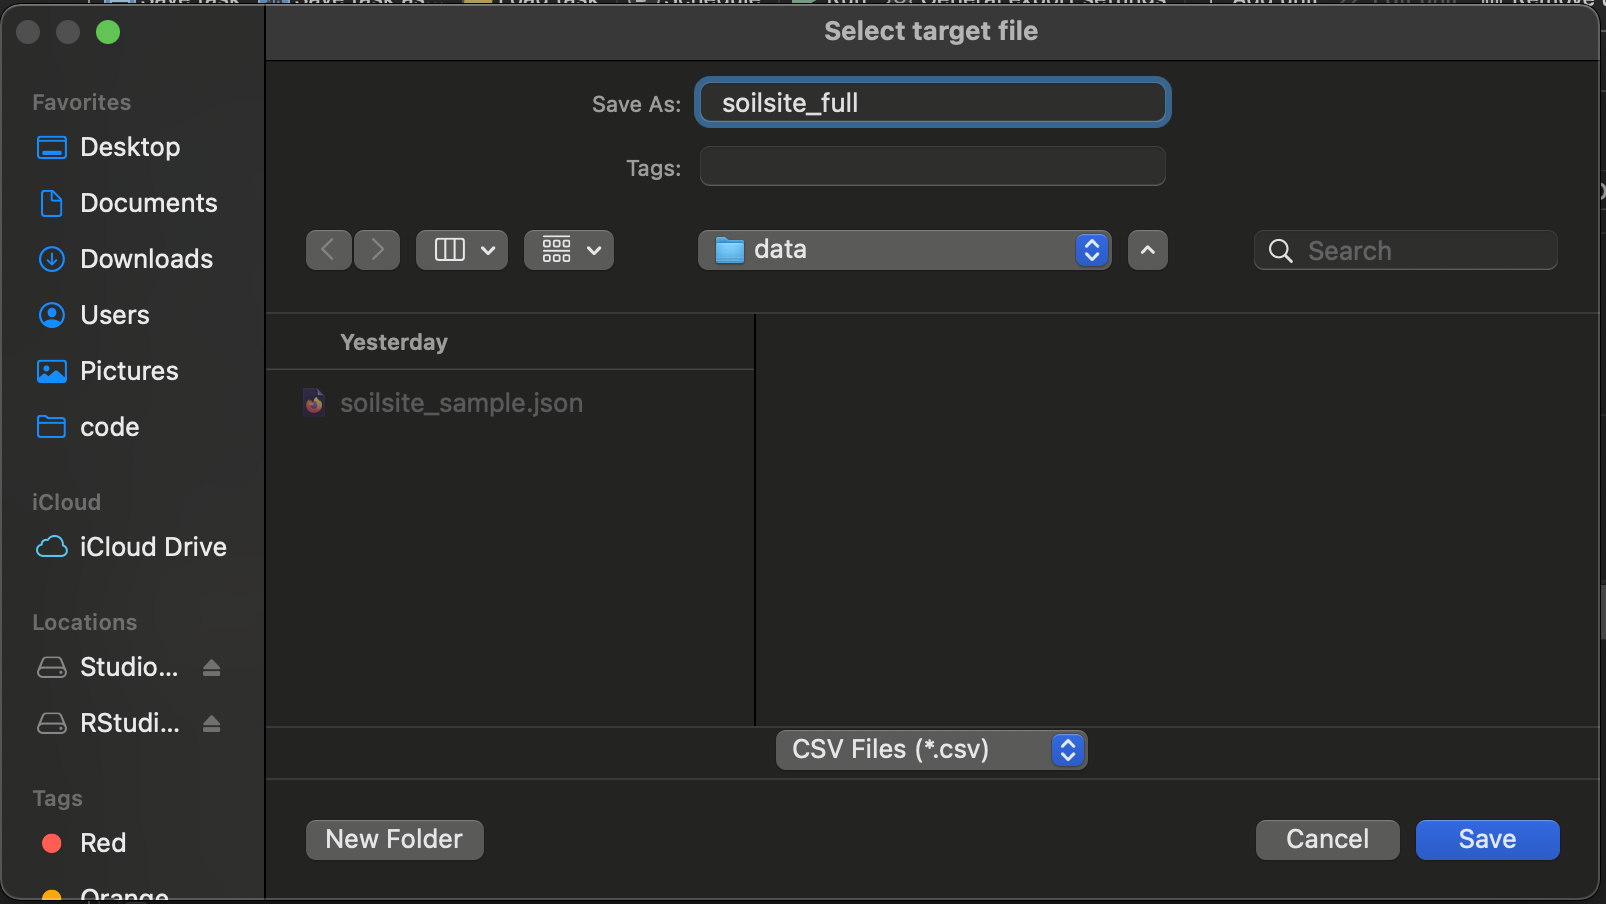 Select target file
Favorites
Desktop
Documents
Downloads
Users
Pictures
code
iCloud
iCloud Drive
Locations
Studio...
RStudi...
Tags
Red
Orange
Save As: soilsite_full
Tags:
data
Search
Yesterday
soilsite_sample.json
CSV Files (*.csv)
New Folder
Cancel
Save